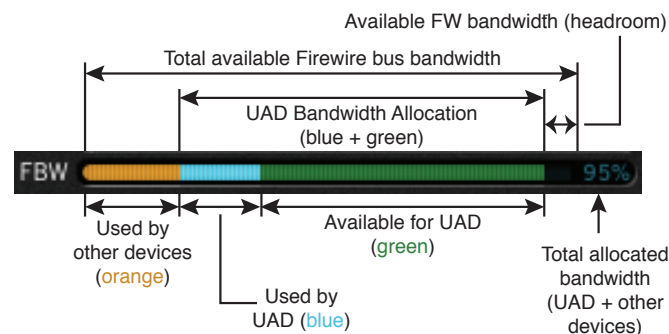 Available FW bandwidth (headroom)
Total available Firewire bus bandwidth
UAD Bandwidth Allocation
(blue + green)
FBW
95%
Used by
other devices
(orange)
Available for UAD
(green)
Used by
UAD (blue)
Total allocated
bandwidth
(UAD + other
devices)